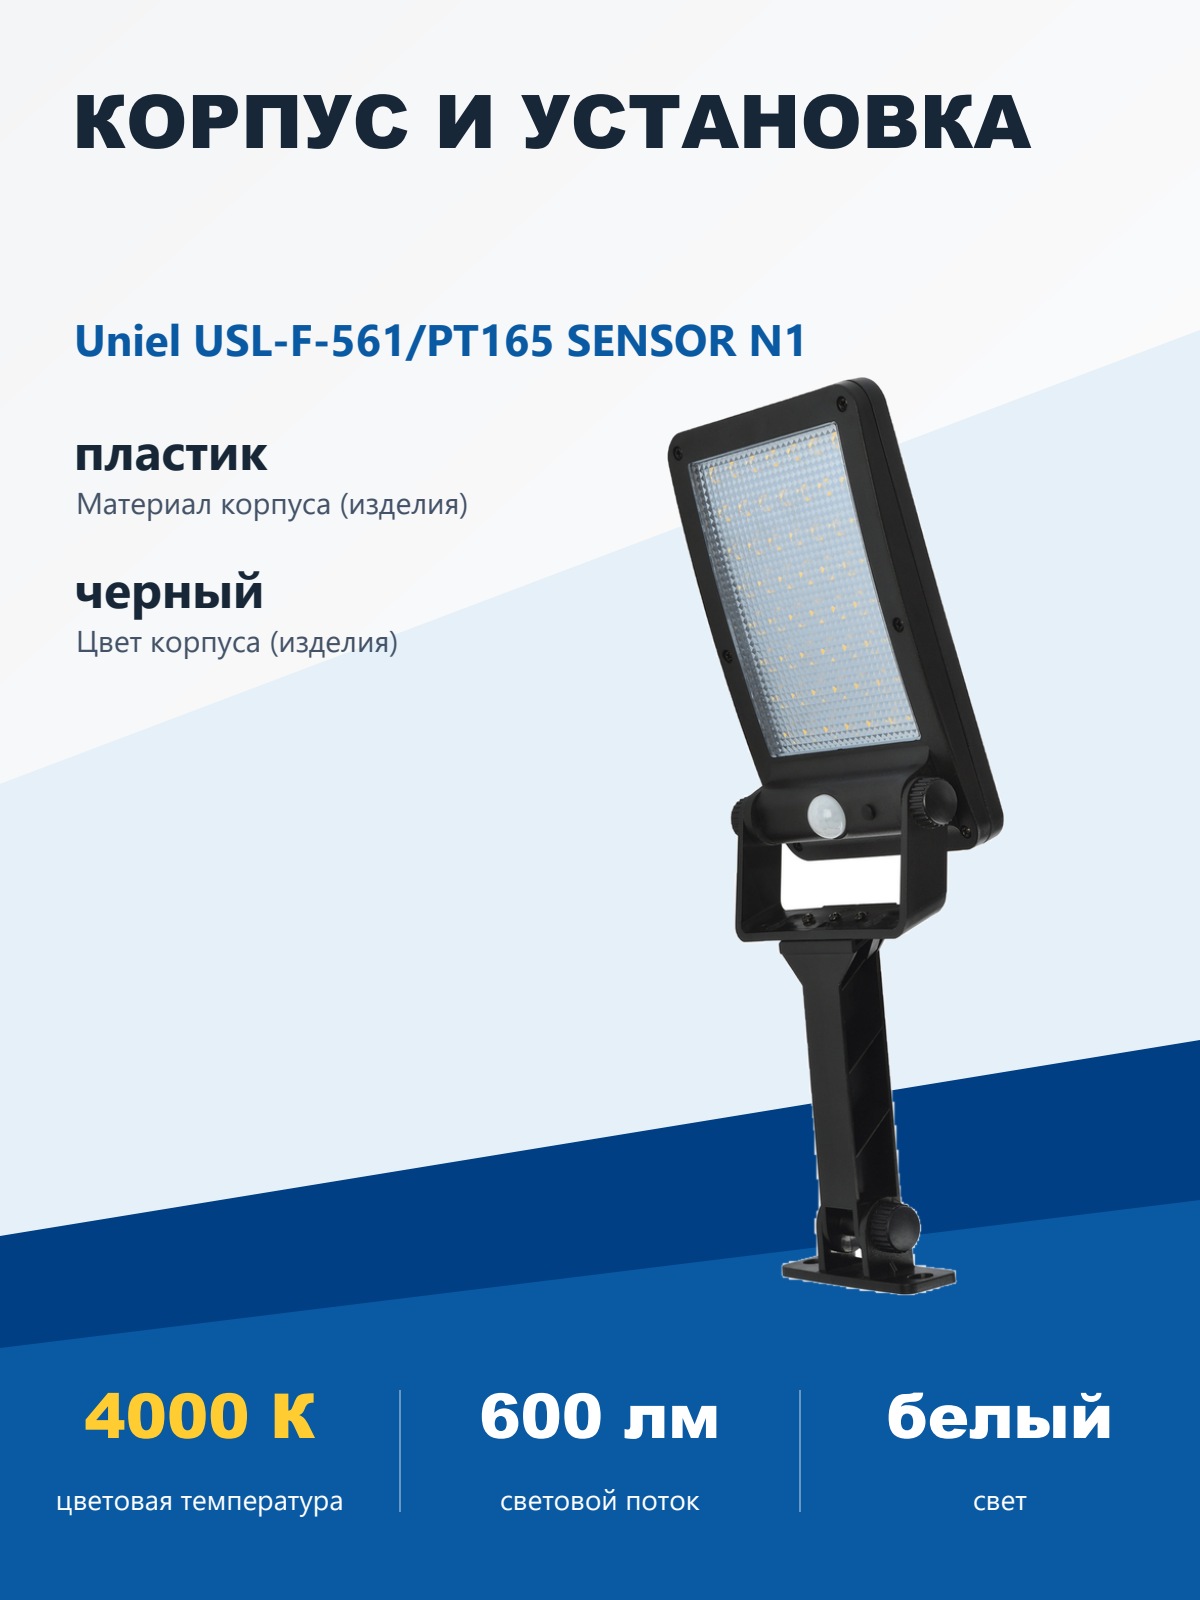 КОРПУС И УСТАНОВКА
Uniel USL-F-561/PT165 SENSOR N1
пластик
Материал корпуса (изделия)
черный
Цвет корпуса (изделия)
4000 К
цветовая температура
600 лм
световой поток
белый
свет